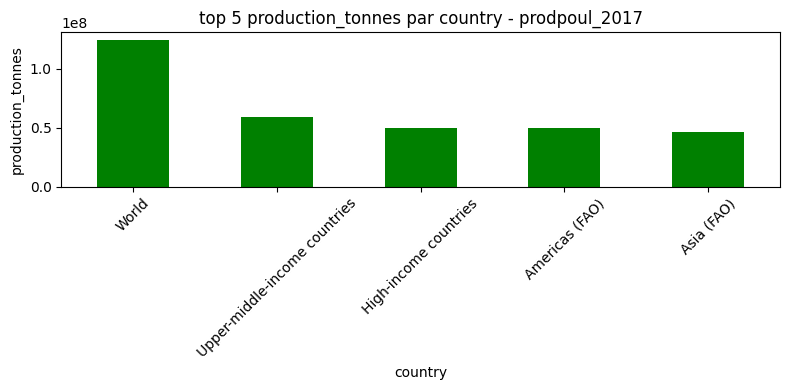 top 5 production_tonnes par country - prodpoul_2017
1e8
production_tonnes
1.0
0.5
0.0
World
Upper-middle-income countries
High-income countries
Americas (FAO)
Asia (FAO)
country